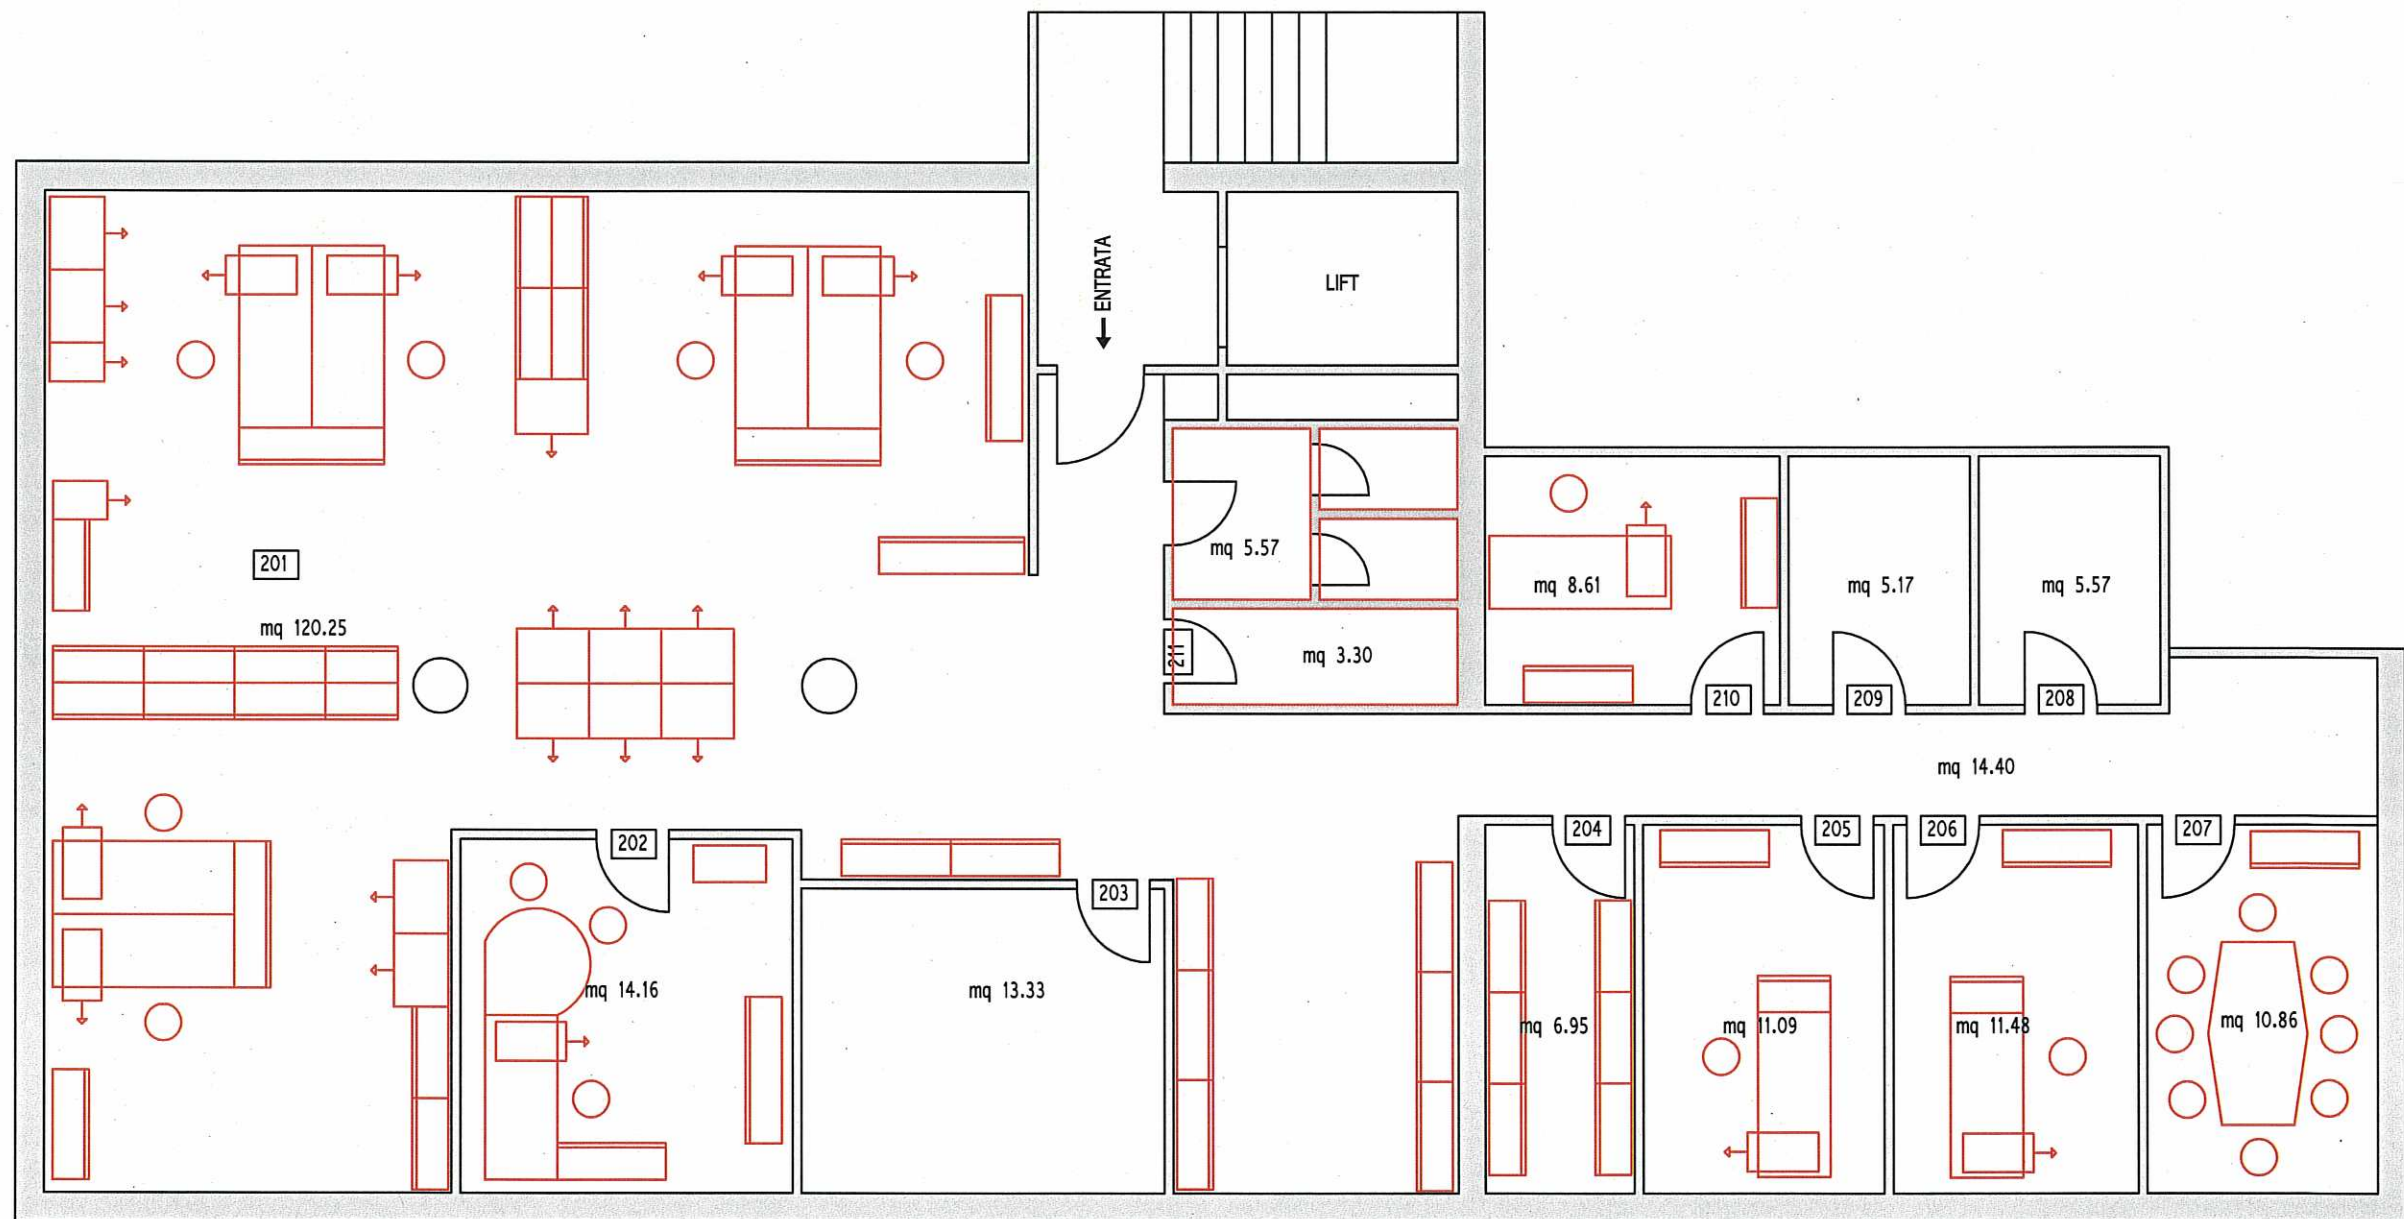 ← ENTRATA
LIFT
201
mq 120.25
mq 5.57
211
mq 3.30
mq 8.61
mq 5.17
mq 5.57
210
209
208
mq 14.40
202
203
204
205
206
207
mq 14.16
mq 13.33
mq 6.95
mq 11.09
mq 11.48
mq 10.86